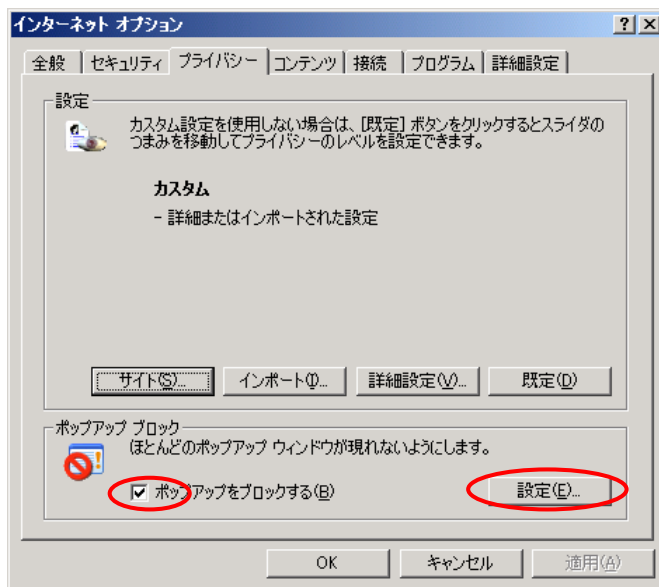 インターネット オプション
全般 セキュリティ プライバシー コンテンツ 接続 プログラム 詳細設定
設定
カスタム設定を使用しない場合は、[既定] ボタンをクリックするとスライダの
つまみを移動してプライバシーのレベルを設定できます。
カスタム
- 詳細またはインポートされた設定
サイト(S)... インポート(I)... 詳細設定(V)... 既定(D)
ポップアップ ブロック
ほとんどのポップアップ ウィンドウが現れないようにします。
ポップアップをブロックする(B) 設定(E)...
OK キャンセル 適用(A)